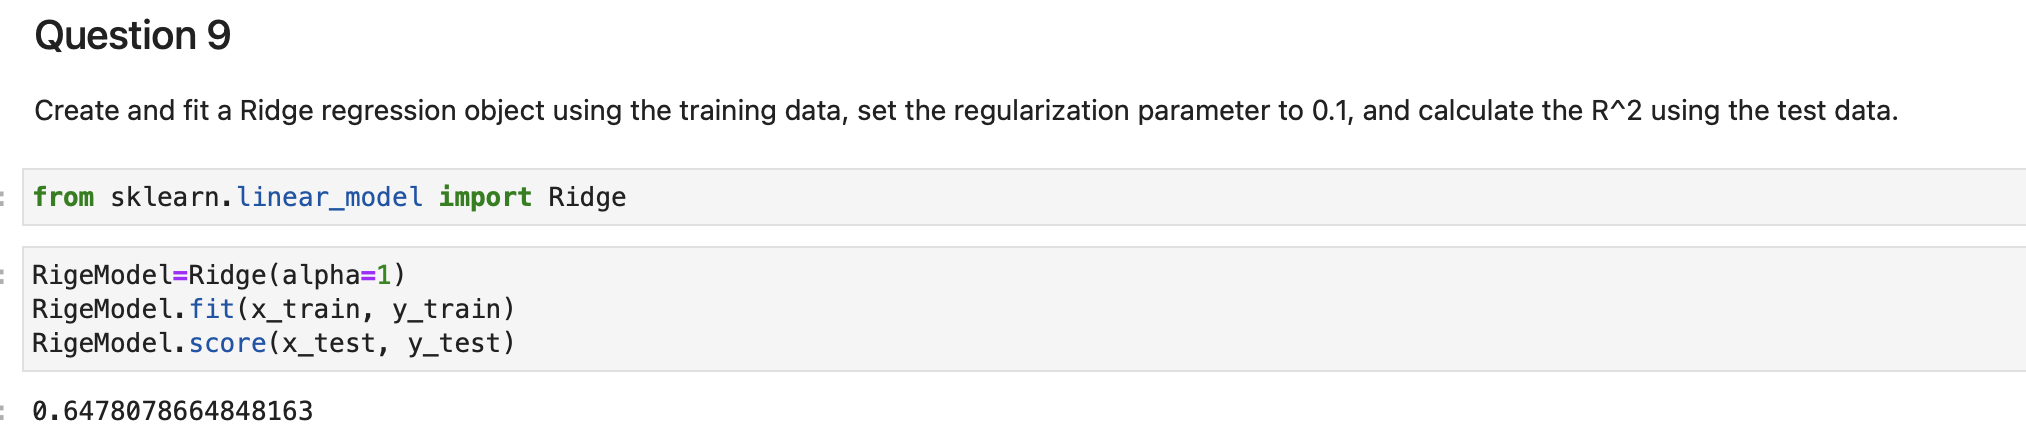 Question 9
Create and fit a Ridge regression object using the training data, set the regularization parameter to 0.1, and calculate the R^2 using the test data.
: from sklearn.linear_model import Ridge
: RigeModel=Ridge(alpha=1)
RigeModel.fit(x_train, y_train)
RigeModel.score(x_test, y_test)
: 0.6478078664848163